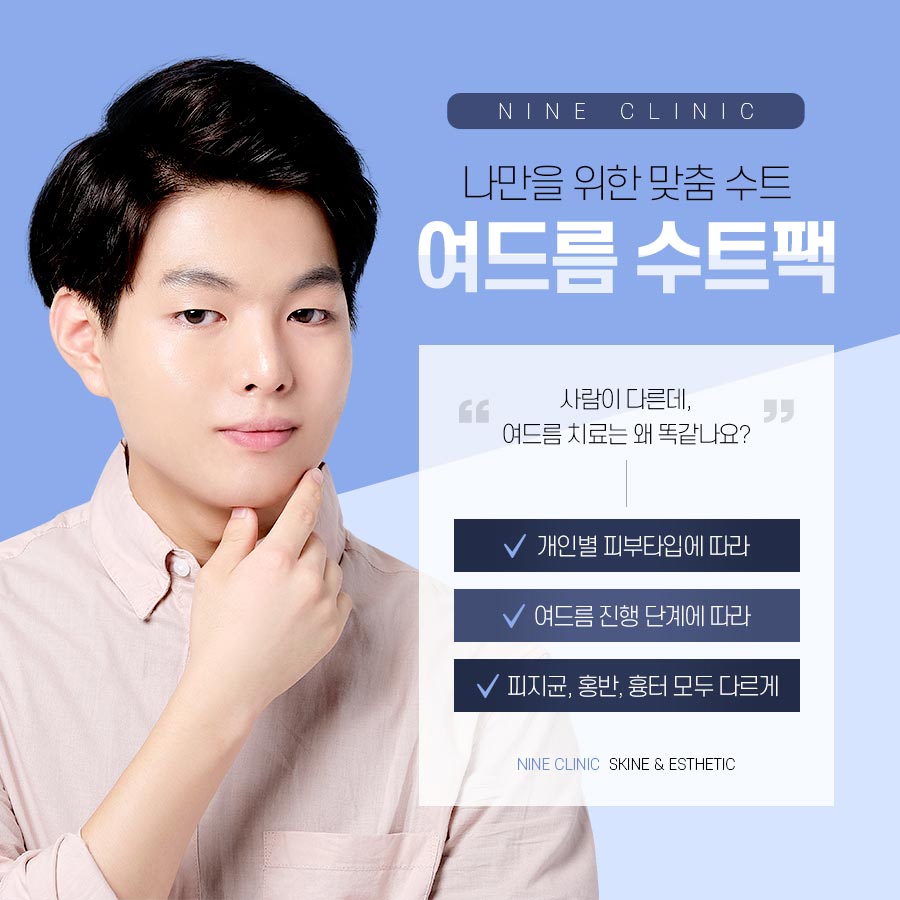 NINE CLINIC
나만을 위한 맞춤 수트
여드름 수트팩
“ 사람이 다른데, ”
여드름 치료는 왜 똑같나요?
✓ 개인별 피부타입에 따라
✓ 여드름 진행 단계에 따라
✓ 피지균, 홍반, 흉터 모두 다르게
NINE CLINIC SKINE & ESTHETIC